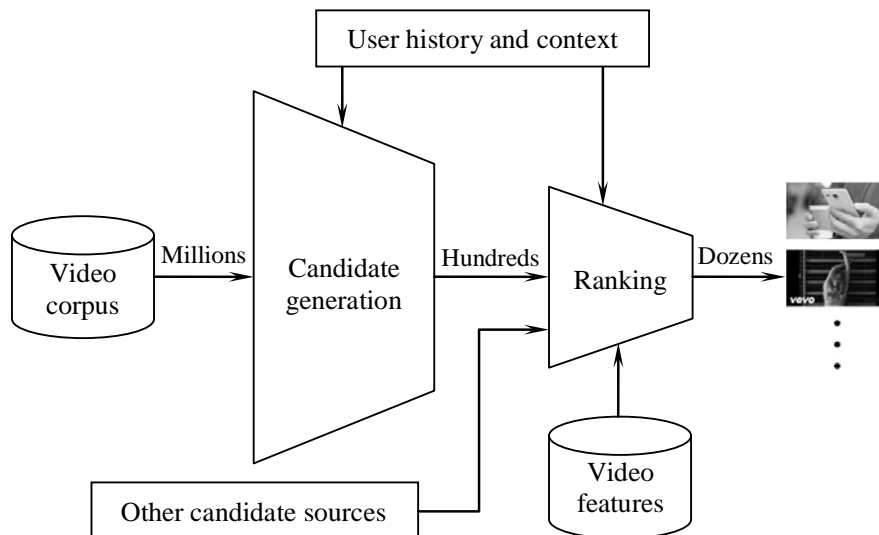 User history and context
Millions
Hundreds
Dozens
Video
corpus
Candidate
generation
Ranking
vevo
Video
features
Other candidate sources